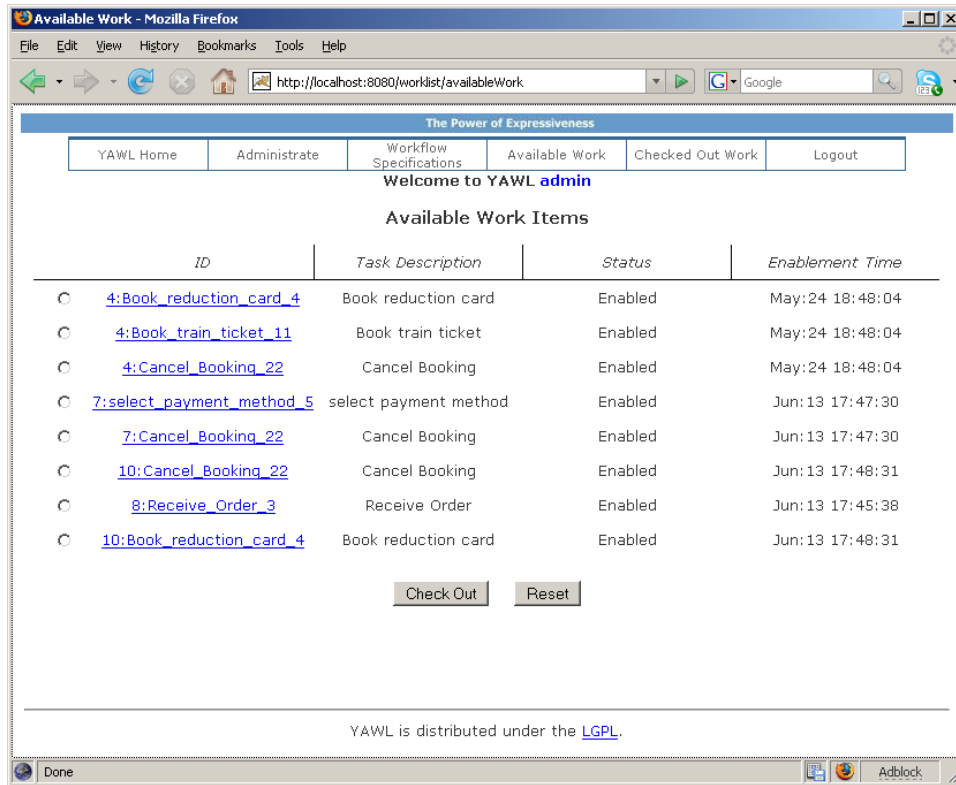 Available Work - Mozilla Firefox
File Edit View History Bookmarks Tools Help
http://localhost:8080/worklist/availableWork G Google
The Power of Expressiveness
YAWL Home Administrate Workflow Specifications Available Work Checked Out Work Logout
Welcome to YAWL admin
Available Work Items
ID Task Description Status Enablement Time
4:Book_reduction_card_4 Book reduction card Enabled May:24 18:48:04
4:Book_train_ticket_11 Book train ticket Enabled May:24 18:48:04
4:Cancel_Booking_22 Cancel Booking Enabled May:24 18:48:04
7:select_payment_method_5 select payment method Enabled Jun:13 17:47:30
7:Cancel_Booking_22 Cancel Booking Enabled Jun:13 17:47:30
10:Cancel_Booking_22 Cancel Booking Enabled Jun:13 17:48:31
8:Receive_Order_3 Receive Order Enabled Jun:13 17:45:38
10:Book_reduction_card_4 Book reduction card Enabled Jun:13 17:48:31
Check Out Reset
YAWL is distributed under the LGPL.
Done Adblock